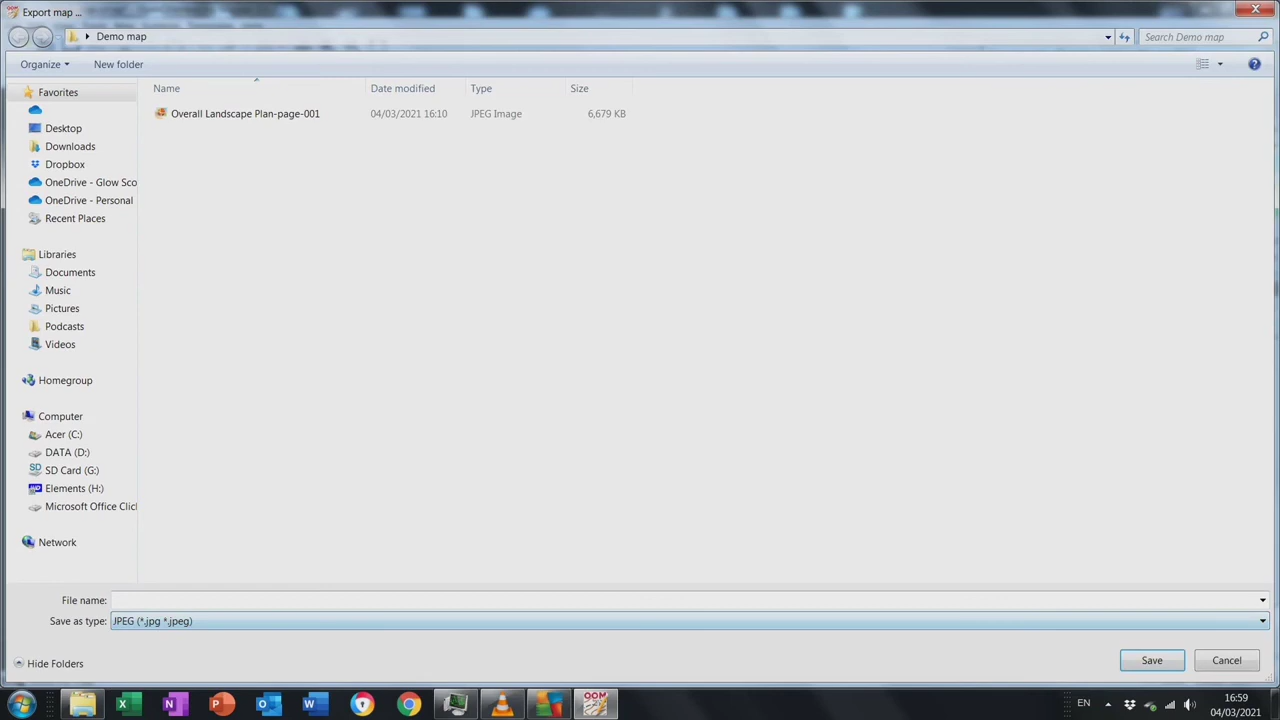 Export map ...
Demo map
Search Demo map
Organize
New folder
Favorites
Desktop
Downloads
Dropbox
OneDrive - Glow Sco
OneDrive - Personal
Recent Places
Libraries
Documents
Music
Pictures
Podcasts
Videos
Homegroup
Computer
Acer (C:)
DATA (D:)
SD Card (G:)
Elements (H:)
Microsoft Office Clic
Network
Name Date modified Type Size
Overall Landscape Plan-page-001 04/03/2021 16:10 JPEG Image 6,679 KB
File name:
Save as type: JPEG (*.jpg *.jpeg)
Hide Folders
Save
Cancel
OOM
EN
16:59
04/03/2021